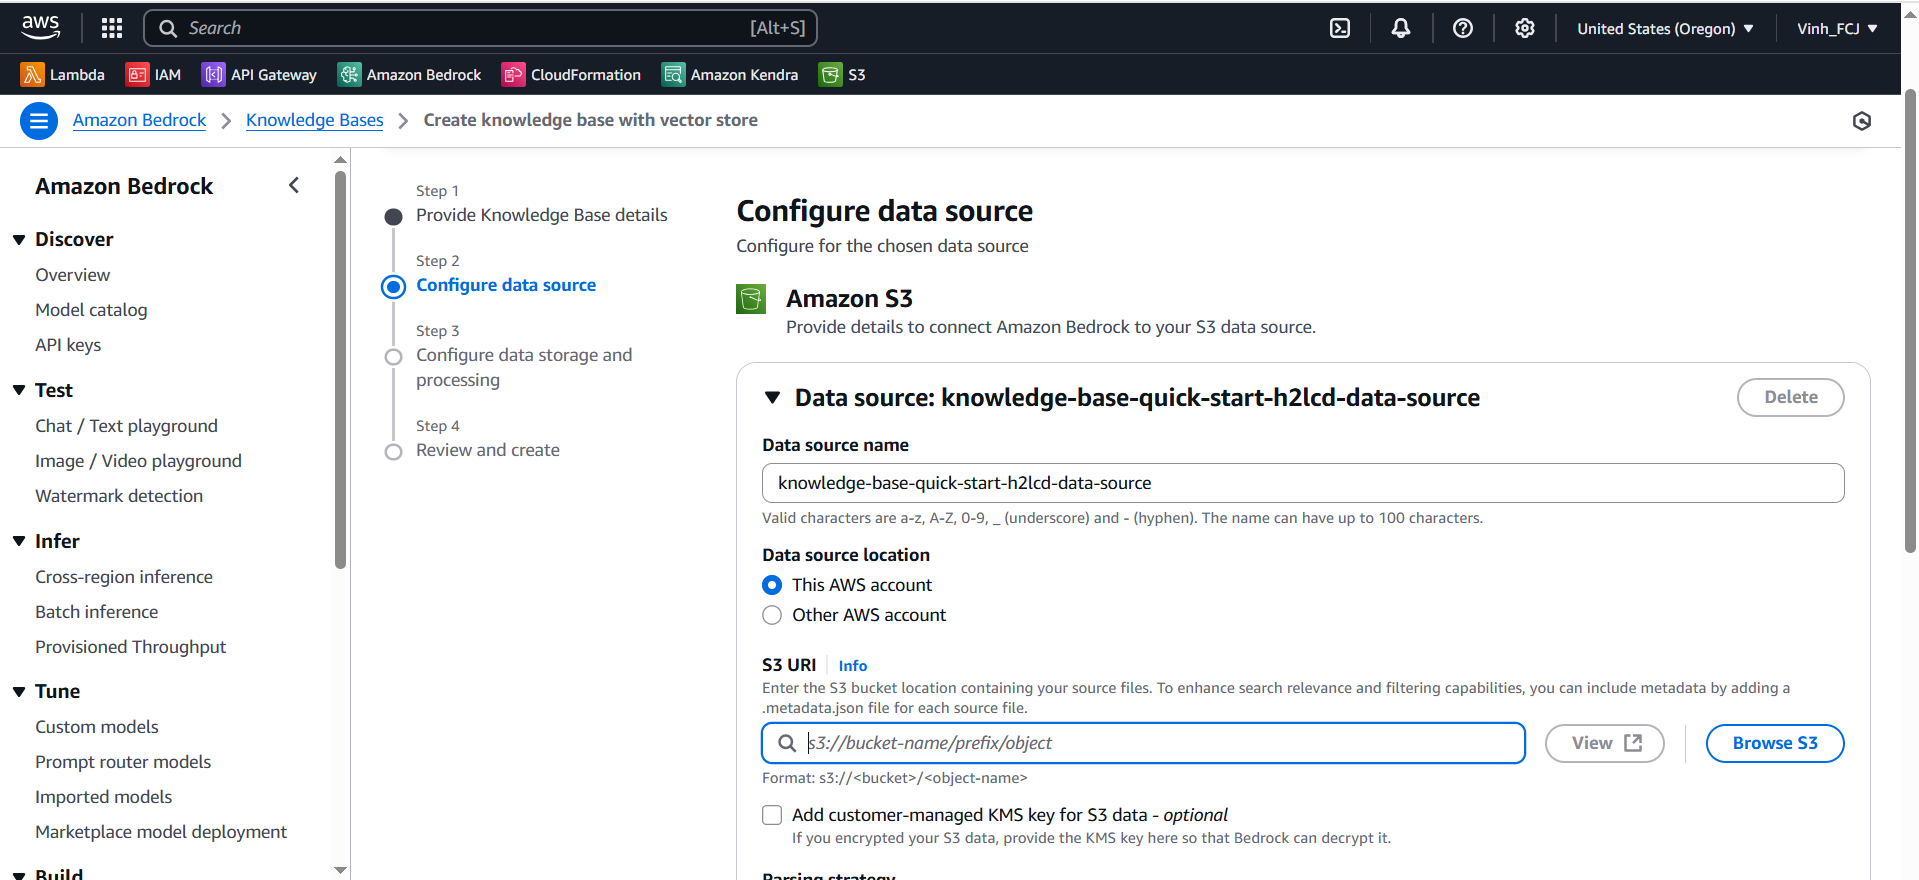 aws
Search [Alt+S]
United States (Oregon)
Vinh_FCJ
Lambda
IAM
API Gateway
Amazon Bedrock
CloudFormation
Amazon Kendra
S3
Amazon Bedrock
Knowledge Bases
Create knowledge base with vector store
Amazon Bedrock
Discover
Overview
Model catalog
API keys
Test
Chat / Text playground
Image / Video playground
Watermark detection
Infer
Cross-region inference
Batch inference
Provisioned Throughput
Tune
Custom models
Prompt router models
Imported models
Marketplace model deployment
Build
Step 1
Provide Knowledge Base details
Step 2
Configure data source
Step 3
Configure data storage and
processing
Step 4
Review and create
Configure data source
Configure for the chosen data source
Amazon S3
Provide details to connect Amazon Bedrock to your S3 data source.
Data source: knowledge-base-quick-start-h2lcd-data-source
Delete
Data source name
knowledge-base-quick-start-h2lcd-data-source
Valid characters are a-z, A-Z, 0-9, _ (underscore) and - (hyphen). The name can have up to 100 characters.
Data source location
This AWS account
Other AWS account
S3 URI
Info
Enter the S3 bucket location containing your source files. To enhance search relevance and filtering capabilities, you can include metadata by adding a
.metadata.json file for each source file.
s3://bucket-name/prefix/object
View
Browse S3
Format: s3://<bucket>/<object-name>
Add customer-managed KMS key for S3 data - optional
If you encrypted your S3 data, provide the KMS key here so that Bedrock can decrypt it.
Parsing strategy